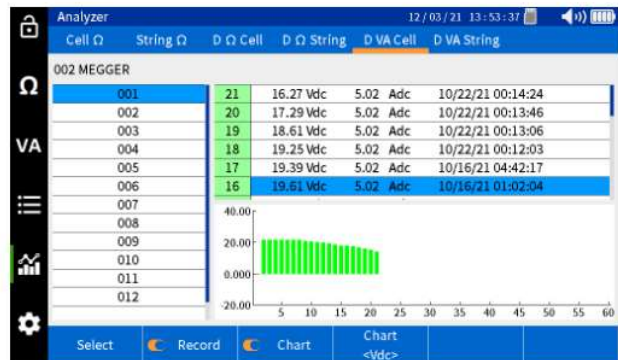 Analyzer 12/03/21 13:53:37
Cell Ω String Ω D Ω Cell D Ω String D VA Cell D VA String
002 MEGGER
Ω
VA
001
002
003
004
005
006
007
008
009
010
011
012
21 16.27 Vdc 5.02 Adc 10/22/21 00:14:24
20 17.29 Vdc 5.02 Adc 10/22/21 00:13:46
19 18.61 Vdc 5.02 Adc 10/22/21 00:13:06
18 19.25 Vdc 5.02 Adc 10/22/21 00:12:03
17 19.39 Vdc 5.02 Adc 10/16/21 04:42:17
16 19.61 Vdc 5.02 Adc 10/16/21 01:02:04
40.00
20.00
0.000
-20.00
5 10 15 20 25 30 35 40 45 50 55 60
Select Record Chart Chart
<Vdc>